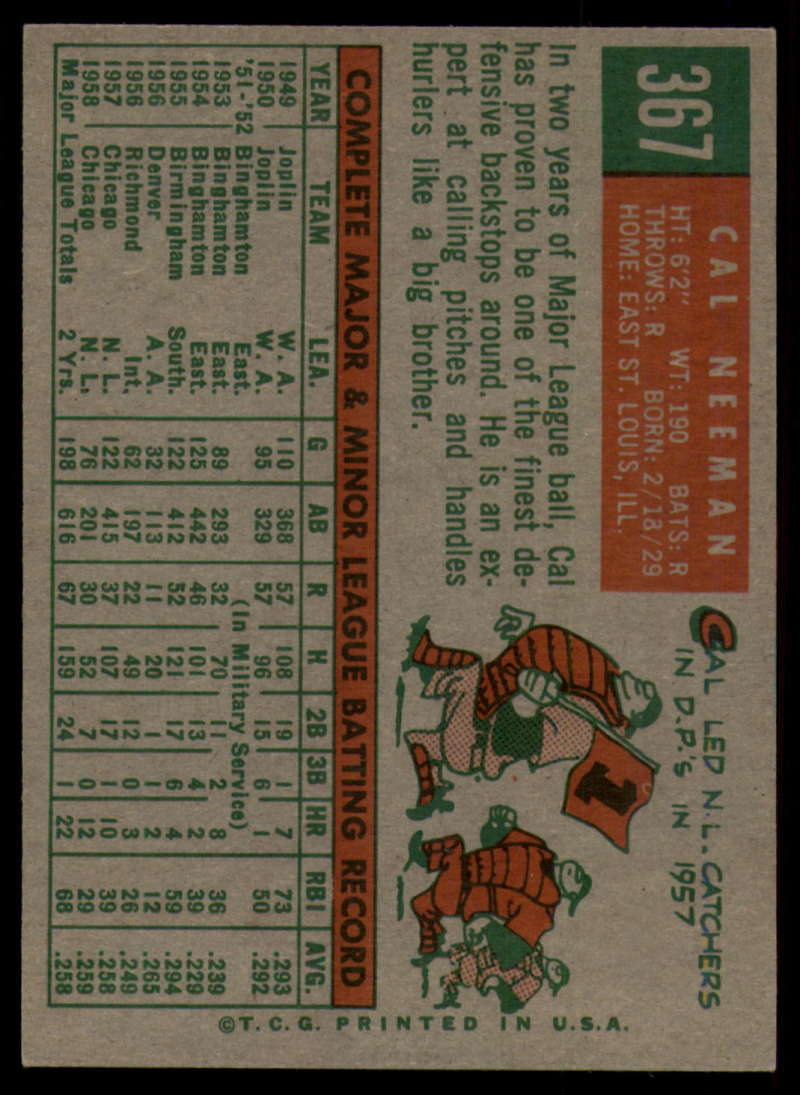 367
CAL NEEMAN
HT: 6'2" WT: 190 BATS: R
THROWS: R BORN: 2/18/29
HOME: EAST ST. LOUIS, ILL.
In two years of Major League ball, Cal
has proven to be one of the finest de-
fensive backstops around. He is an ex-
pert at calling pitches and handles
hurlers like a big brother.
CAL LED N.L. CATCHERS
IN D.P.'S IN 1957
1
COMPLETE MAJOR & MINOR LEAGUE BATTING RECORD
YEAR TEAM LEA. G AB R H 2B 3B HR RBI AVG.
1949 Joplin W. A. 110 368 57 108 19 1 7 73 .293
1950 Joplin W. A. 95 329 57 96 15 6 1 50 .292
'51-'52 Binghamton East. (In Military Service)
1953 Binghamton East. 89 293 32 70 11 2 8 36 .239
1954 Binghamton East. 125 442 46 101 13 4 2 39 .229
1955 Birmingham South. 122 412 52 121 17 6 4 59 .294
1956 Denver A. A. 32 113 11 20 1 1 2 12 .265
1956 Richmond Int. 62 197 22 49 12 0 3 26 .249
1957 Chicago N. L. 122 415 37 107 17 1 10 39 .258
1958 Chicago N. L. 76 201 30 52 7 0 12 29 .259
Major League Totals 2 Yrs. 198 616 67 159 24 1 22 68 .258
©T.C.G. PRINTED IN U.S.A.